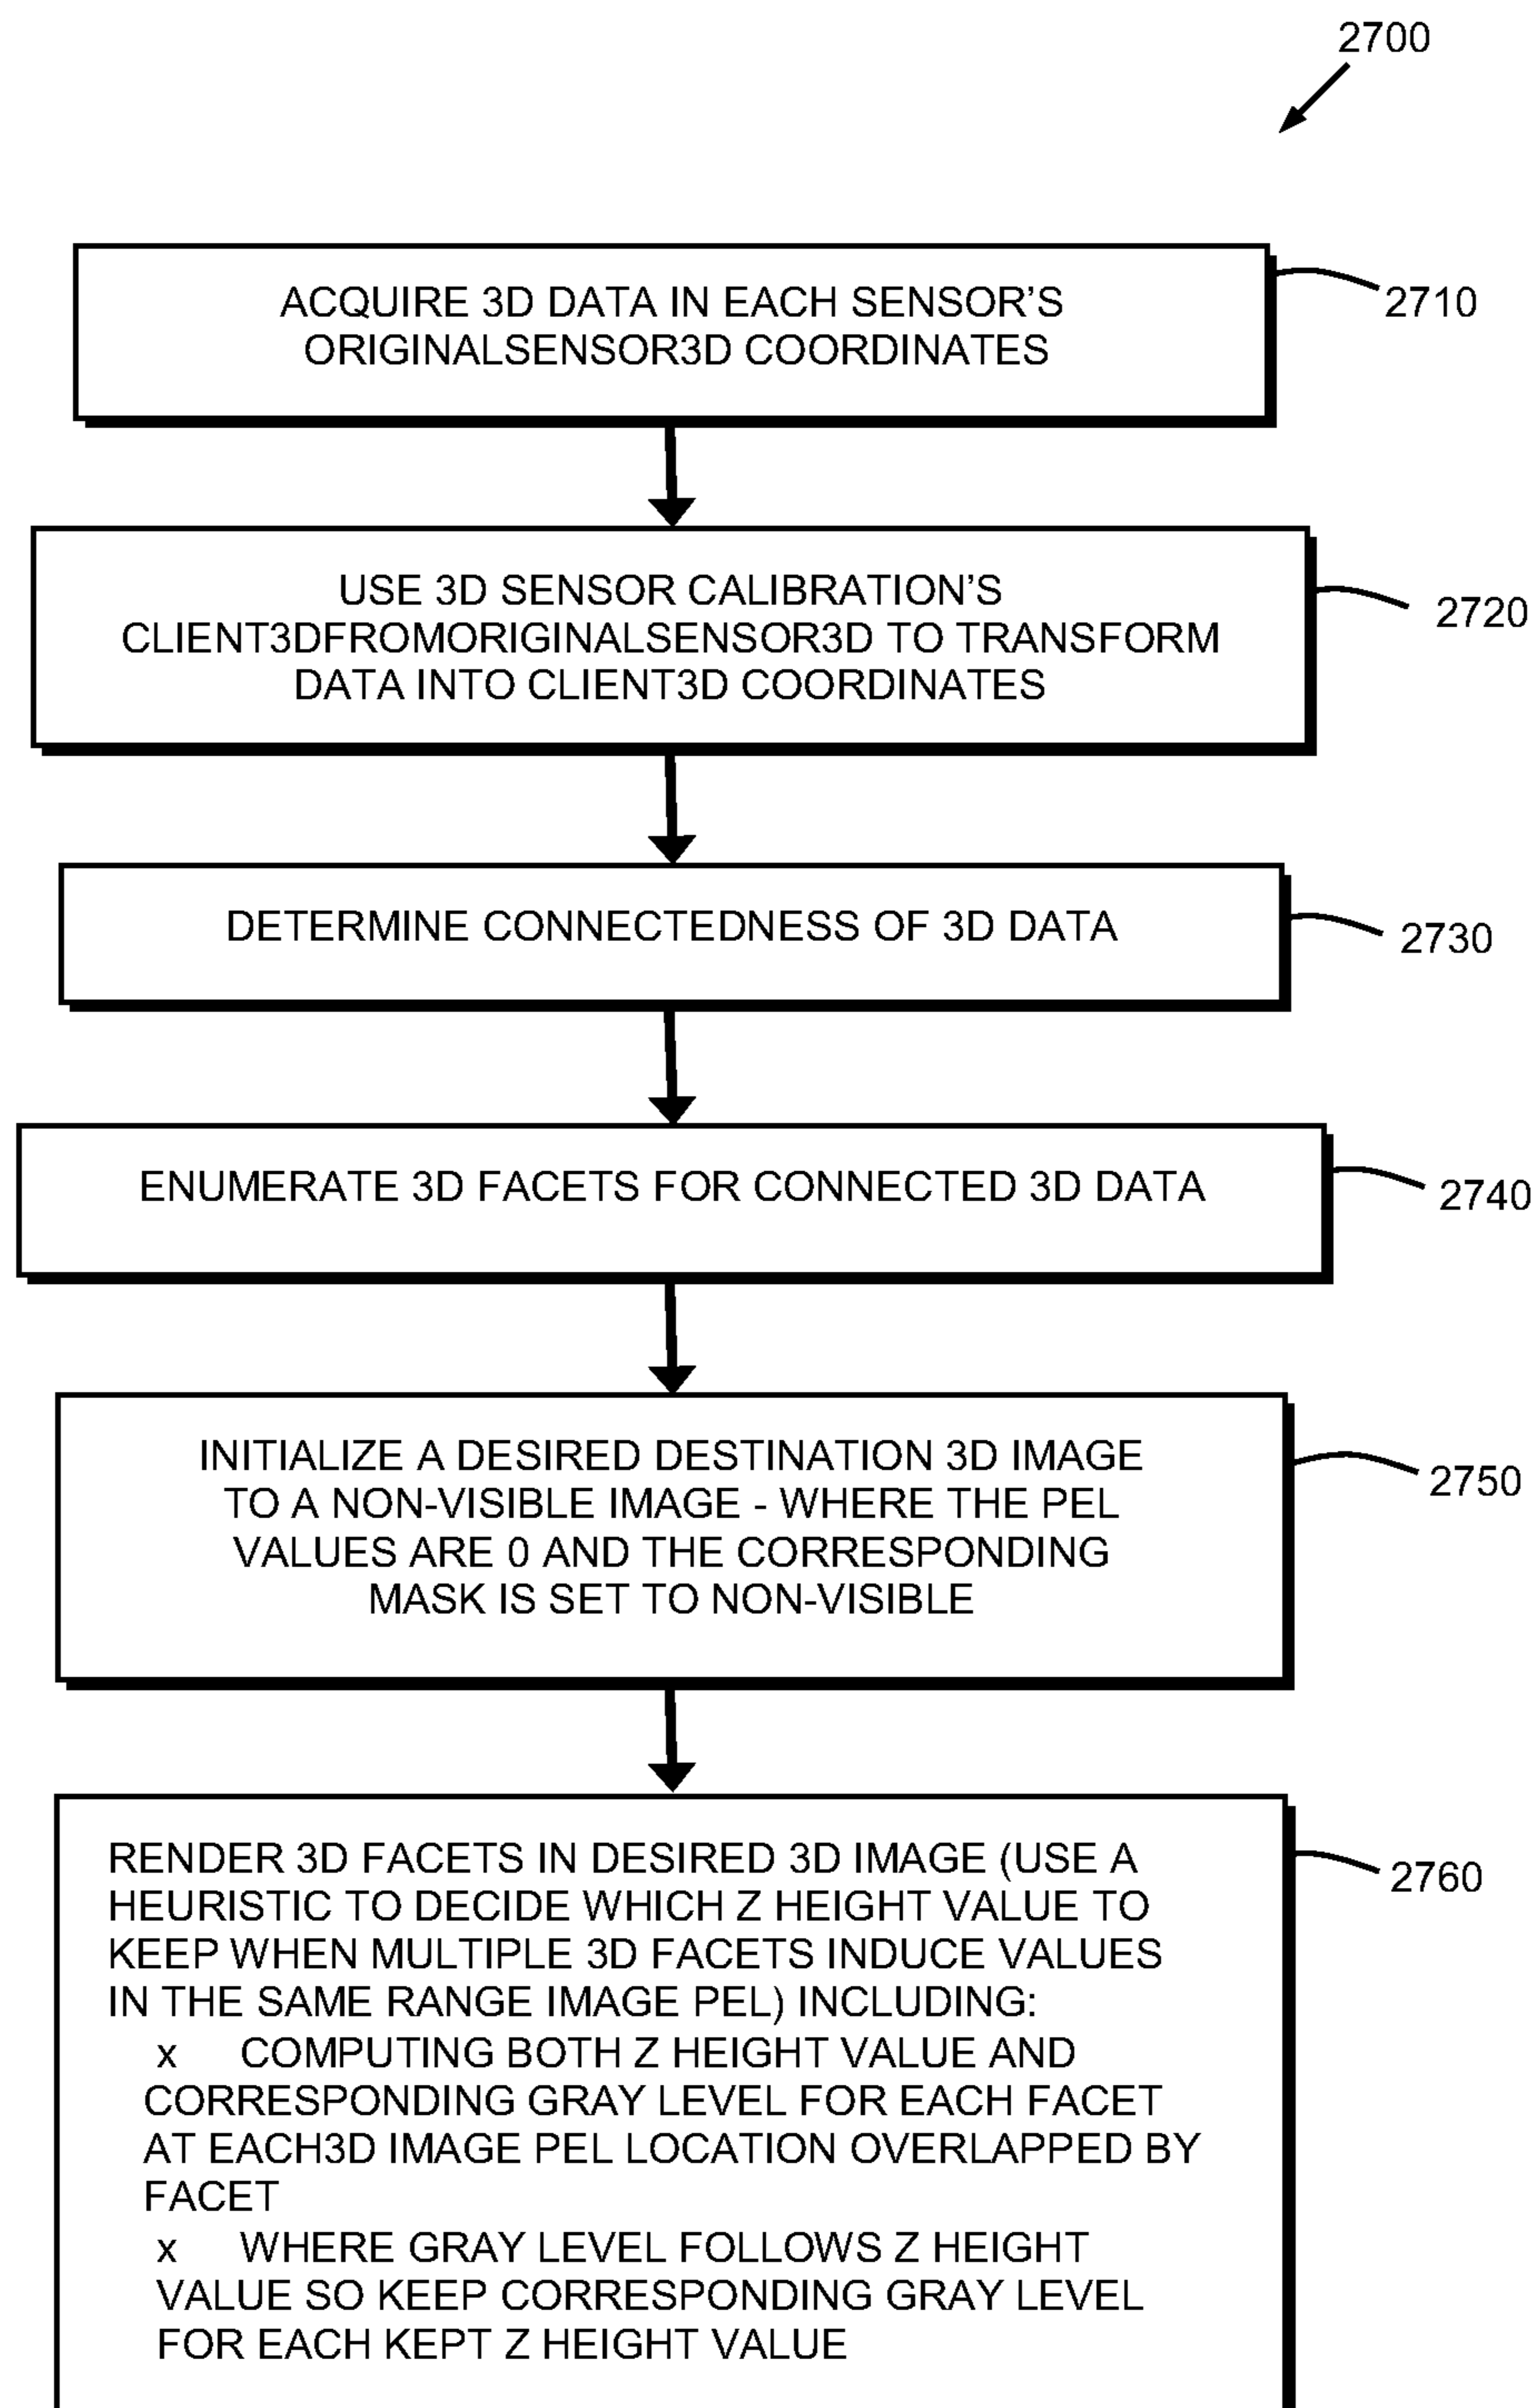 2700
ACQUIRE 3D DATA IN EACH SENSOR’S
ORIGINALSENSOR3D COORDINATES
2710
USE 3D SENSOR CALIBRATION’S
CLIENT3DFROMORIGINALSENSOR3D TO TRANSFORM
DATA INTO CLIENT3D COORDINATES
2720
DETERMINE CONNECTEDNESS OF 3D DATA
2730
ENUMERATE 3D FACETS FOR CONNECTED 3D DATA
2740
INITIALIZE A DESIRED DESTINATION 3D IMAGE
TO A NON-VISIBLE IMAGE - WHERE THE PEL
VALUES ARE 0 AND THE CORRESPONDING
MASK IS SET TO NON-VISIBLE
2750
RENDER 3D FACETS IN DESIRED 3D IMAGE (USE A
HEURISTIC TO DECIDE WHICH Z HEIGHT VALUE TO
KEEP WHEN MULTIPLE 3D FACETS INDUCE VALUES
IN THE SAME RANGE IMAGE PEL) INCLUDING:
x COMPUTING BOTH Z HEIGHT VALUE AND
CORRESPONDING GRAY LEVEL FOR EACH FACET
AT EACH3D IMAGE PEL LOCATION OVERLAPPED BY
FACET
x WHERE GRAY LEVEL FOLLOWS Z HEIGHT
VALUE SO KEEP CORRESPONDING GRAY LEVEL
FOR EACH KEPT Z HEIGHT VALUE
2760